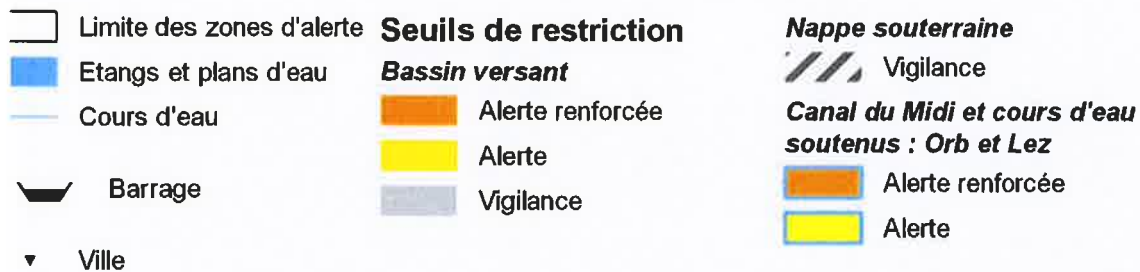 Limite des zones d'alerte
Etangs et plans d'eau
Cours d'eau
Barrage
Ville
Seuils de restriction
Bassin versant
Alerte renforcée
Alerte
Vigilance
Nappe souterraine
Vigilance
Canal du Midi et cours d'eau
soutenus : Orb et Lez
Alerte renforcée
Alerte